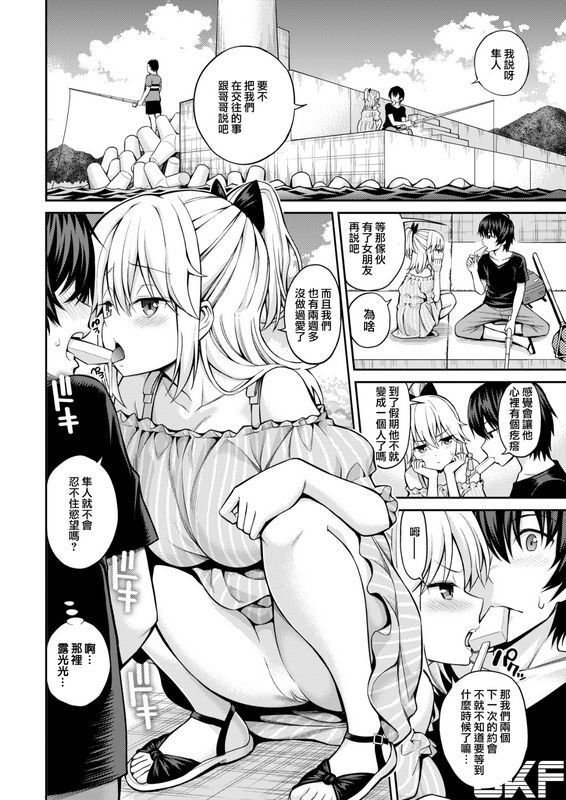 我說呀
隼人
要不
把我們
在交往的事
跟哥哥說吧
等那傢伙
有了女朋友
再說吧
為啥
感覺會讓他
心裡有個疙瘩
到了假期他不就
變成一個人了嗎
哼—
パクッ
那我們兩個
下一次的約會
不就不知道要等到
什麼時候了嘛…
而且我們
也有兩週多
沒做過愛了
隼人就不會
忍不住慾望嗎？
ドキ
ドキ
ドキ
ドキ
啊…
那裡
露光光…